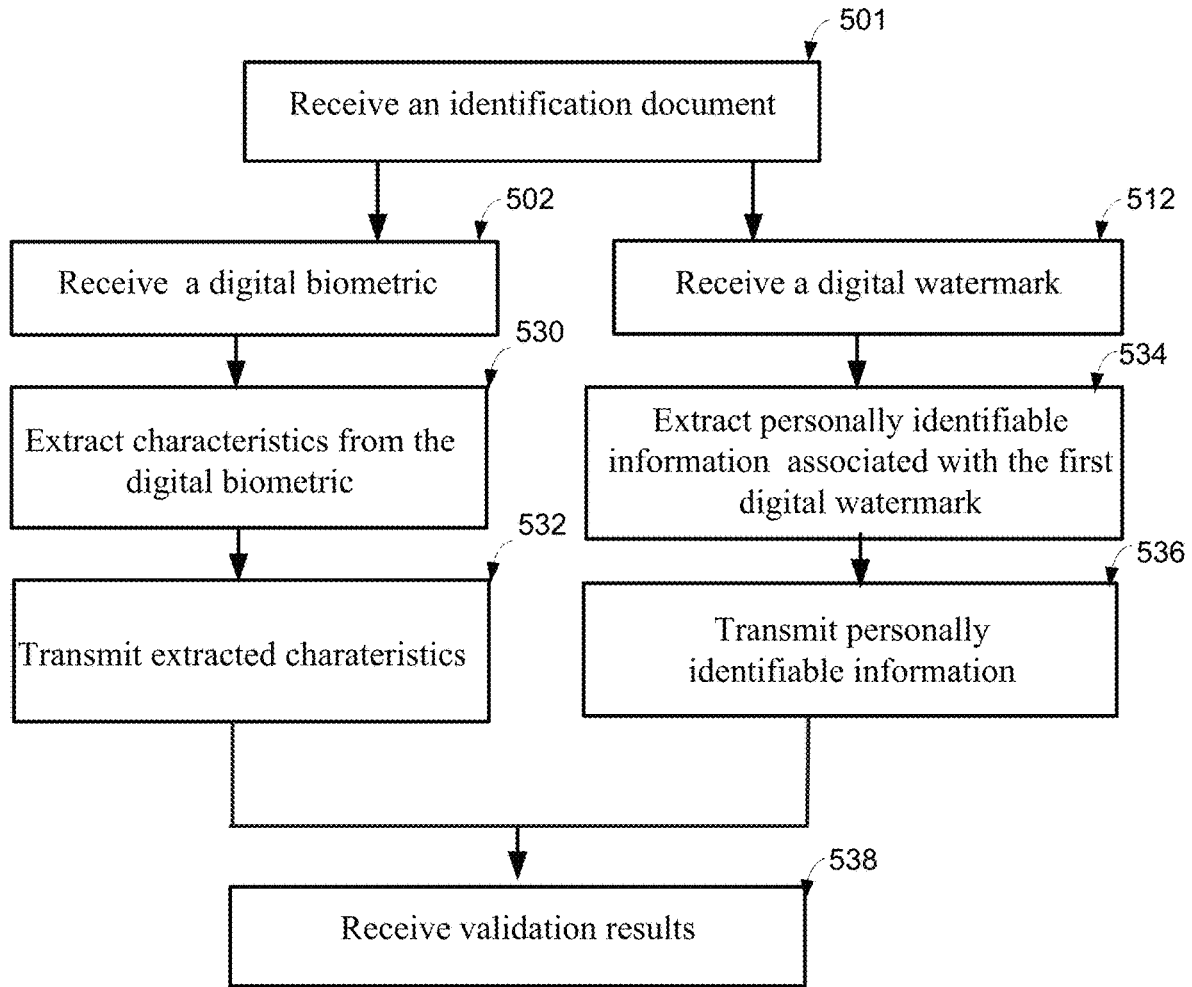 501
Receive an identification document
502
Receive a digital biometric
512
Receive a digital watermark
530
Extract characteristics from the
digital biometric
534
Extract personally identifiable
information associated with the first
digital watermark
532
Transmit extracted charateristics
536
Transmit personally
identifiable information
538
Receive validation results